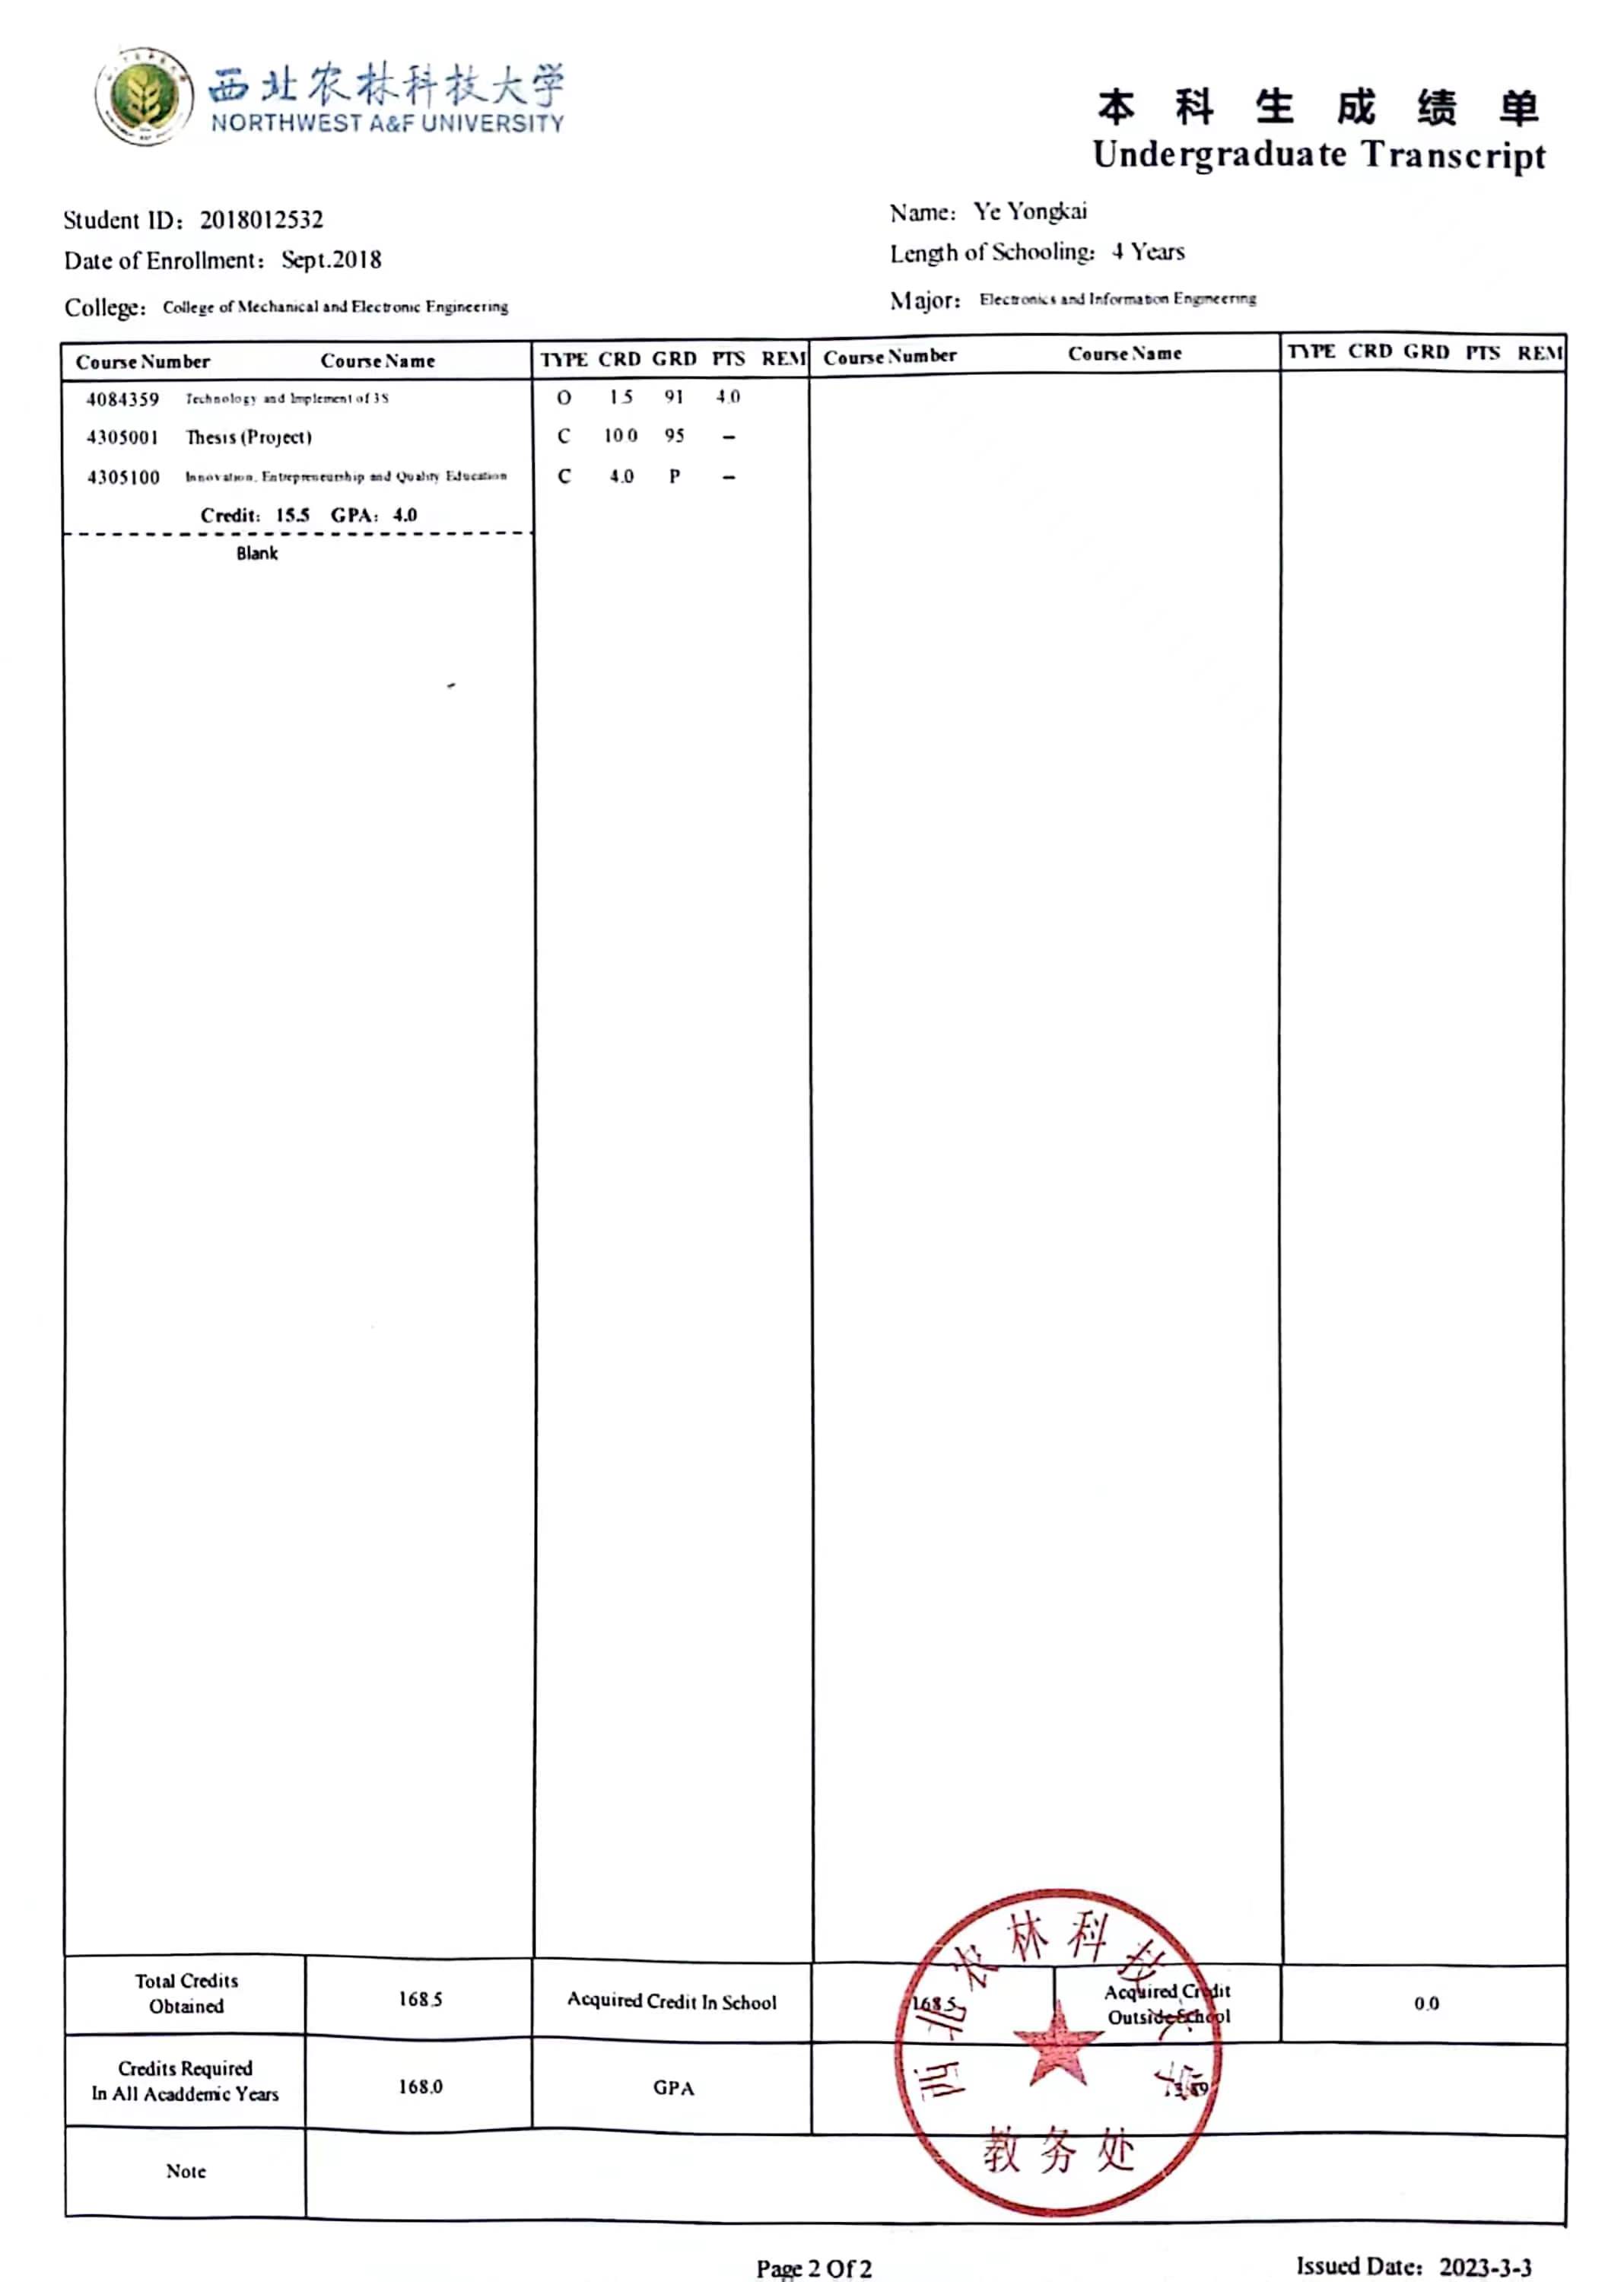 西北农林科技大学
NORTHWEST A&F UNIVERSITY
本科生成绩单
Undergraduate Transcript
Student ID: 2018012532
Name: Ye Yongkai
Date of Enrollment: Sept.2018
Length of Schooling: 4 Years
College: College of Mechanical and Electronic Engineering
Major: Electronics and Information Engineering
Course Number Course Name TYPE CRD GRD PTS REM Course Number Course Name TYPE CRD GRD PTS REM
4084359 Technology and Implement of 3S O 1.5 91 4.0
4305001 Thesis (Project) C 10.0 95 –
4305100 Innovation, Entrepreneurship and Quality Education C 4.0 P –
Credit: 15.5 GPA: 4.0
Blank
Total Credits
Obtained
168.5
Acquired Credit In School
168.5
Acquired Credit
Outside School
0.0
Credits Required
In All Acaddemic Years
168.0
GPA
西北农林科技大学
教务处
Note
Page 2 Of 2
Issued Date: 2023-3-3